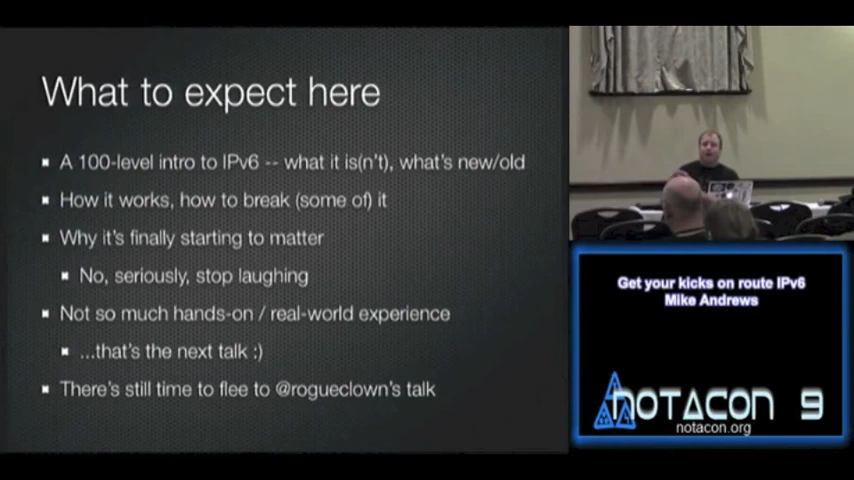 What to expect here
A 100-level intro to IPv6 -- what it is(n't), what's new/old
How it works, how to break (some of) it
Why it's finally starting to matter
No, seriously, stop laughing
Not so much hands-on / real-world experience
...that's the next talk :)
There's still time to flee to @rogueclown's talk
Get your kicks on route IPv6
Mike Andrews
NOTACON 9
notacon.org